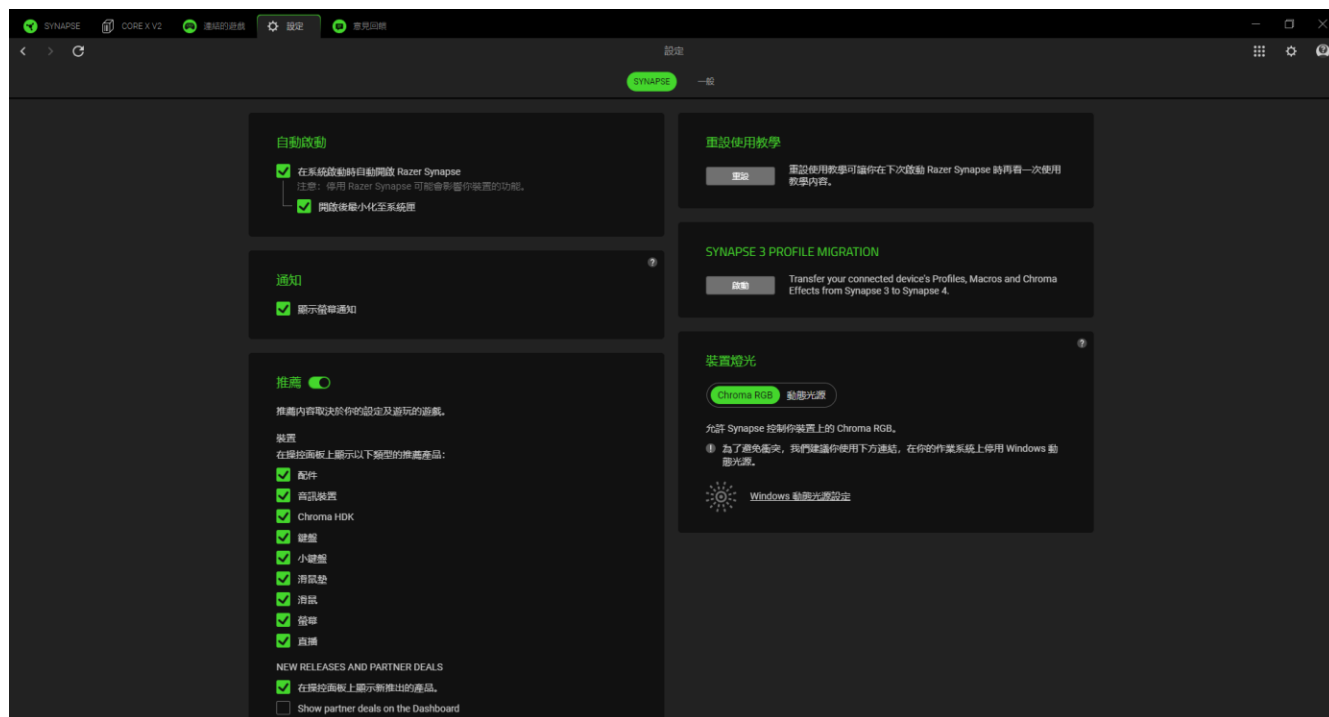 SYNAPSE
CORE X V2
連結的遊戲
設定
意見回饋
設定
SYNAPSE
一般
自動啟動
在系統啟動時自動開啟 Razer Synapse
注意：停用 Razer Synapse 可能會影響你裝置的功能。
開啟後最小化至系統匣
通知
顯示螢幕通知
推薦
推薦內容取決於你的設定及遊玩的遊戲。
裝置
在操控面板上顯示以下類型的推薦產品：
配件
音訊裝置
Chroma HDK
鍵盤
小鍵盤
滑鼠墊
滑鼠
螢幕
直播
NEW RELEASES AND PARTNER DEALS
在操控面板上顯示新推出的產品。
Show partner deals on the Dashboard
重設使用教學
重設
重設使用教學可讓你在下次啟動 Razer Synapse 時再看一次使用
教學內容。
SYNAPSE 3 PROFILE MIGRATION
啟動
Transfer your connected device's Profiles, Macros and Chroma
Effects from Synapse 3 to Synapse 4.
裝置燈光
Chroma RGB
動態光源
允許 Synapse 控制你裝置上的 Chroma RGB。
為了避免衝突，我們建議你使用下方連結，在你的作業系統上停用 Windows 動
態光源。
Windows 動態光源設定